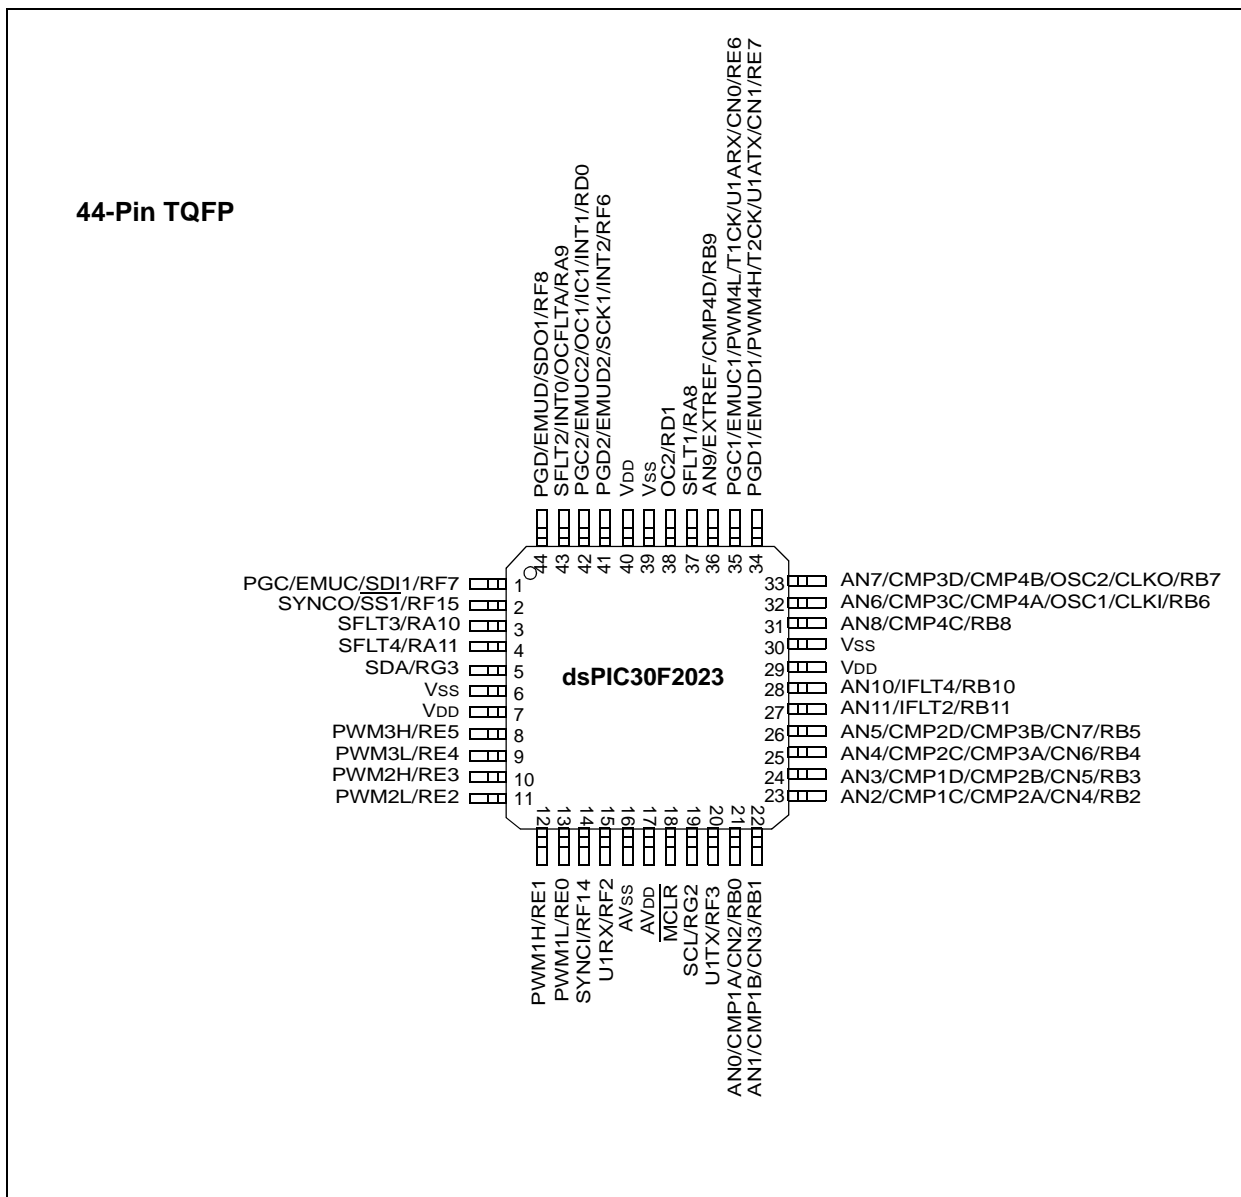 44-Pin TQFP
PGD/EMUD/SDO1/RF8
SFLT2/INT0/OCFLTA/RA9
PGC2/EMUC2/OC1/IC1/INT1/RD0
PGD2/EMUD2/SCK1/INT2/RF6
VDD
VSS
OC2/RD1
SFLT1/RA8
AN9/EXTREF/CMP4D/RB9
PGC1/EMUC1/PWM4L/T1CK/U1ARX/CN0/RE6
PGD1/EMUD1/PWM4H/T2CK/U1ATX/CN1/RE7
44
43
42
41
40
39
38
37
36
35
34
PGC/EMUC/SDI1/RF7 1
SYNCO/SS1/RF15 2
SFLT3/RA10 3
SFLT4/RA11 4
SDA/RG3 5
VSS 6
VDD 7
PWM3H/RE5 8
PWM3L/RE4 9
PWM2H/RE3 10
PWM2L/RE2 11
dsPIC30F2023
33 AN7/CMP3D/CMP4B/OSC2/CLKO/RB7
32 AN6/CMP3C/CMP4A/OSC1/CLKI/RB6
31 AN8/CMP4C/RB8
30 VSS
29 VDD
28 AN10/IFLT4/RB10
27 AN11/IFLT2/RB11
26 AN5/CMP2D/CMP3B/CN7/RB5
25 AN4/CMP2C/CMP3A/CN6/RB4
24 AN3/CMP1D/CMP2B/CN5/RB3
23 AN2/CMP1C/CMP2A/CN4/RB2
12
13
14
15
16
17
18
19
20
21
22
PWM1H/RE1
PWM1L/RE0
SYNCI/RF14
U1RX/RF2
AVSS
AVDD
MCLR
SCL/RG2
U1TX/RF3
AN0/CMP1A/CN2/RB0
AN1/CMP1B/CN3/RB1